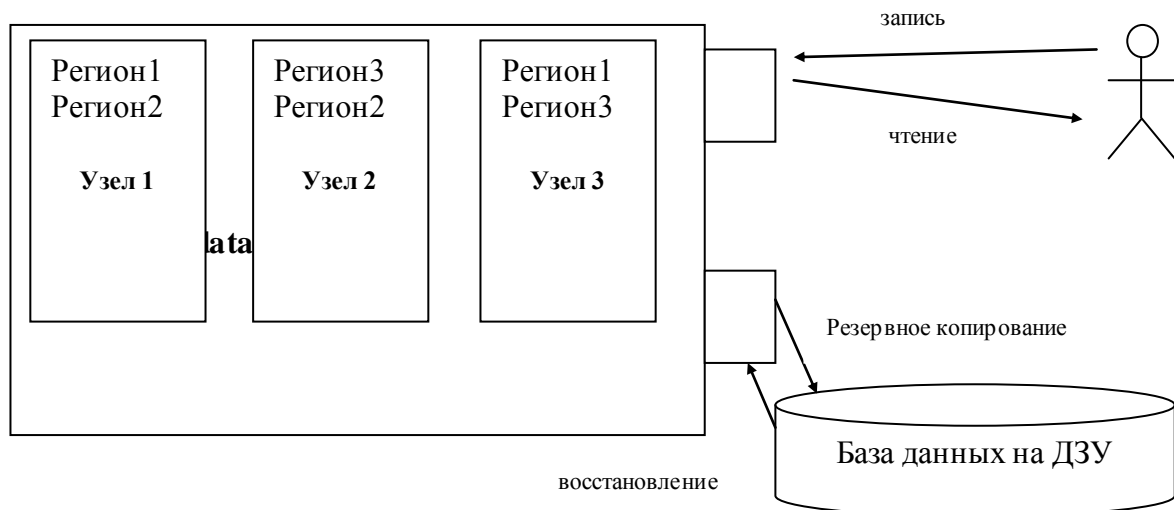 запись
Регион1
Регион2
Узел 1
Регион3
Регион2
Узел 2
Регион1
Регион3
Узел 3
чтение
data
Резервное копирование
База данных на ДЗУ
восстановление